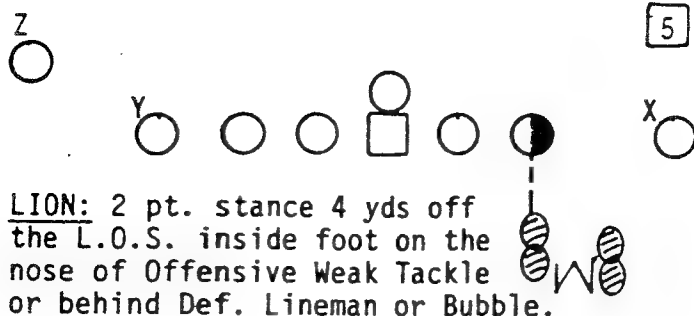 Z
5
Y
X
LION: 2 pt. stance 4 yds off
the L.O.S. inside foot on the
nose of Offensive Weak Tackle
or behind Def. Lineman or Bubble.
W